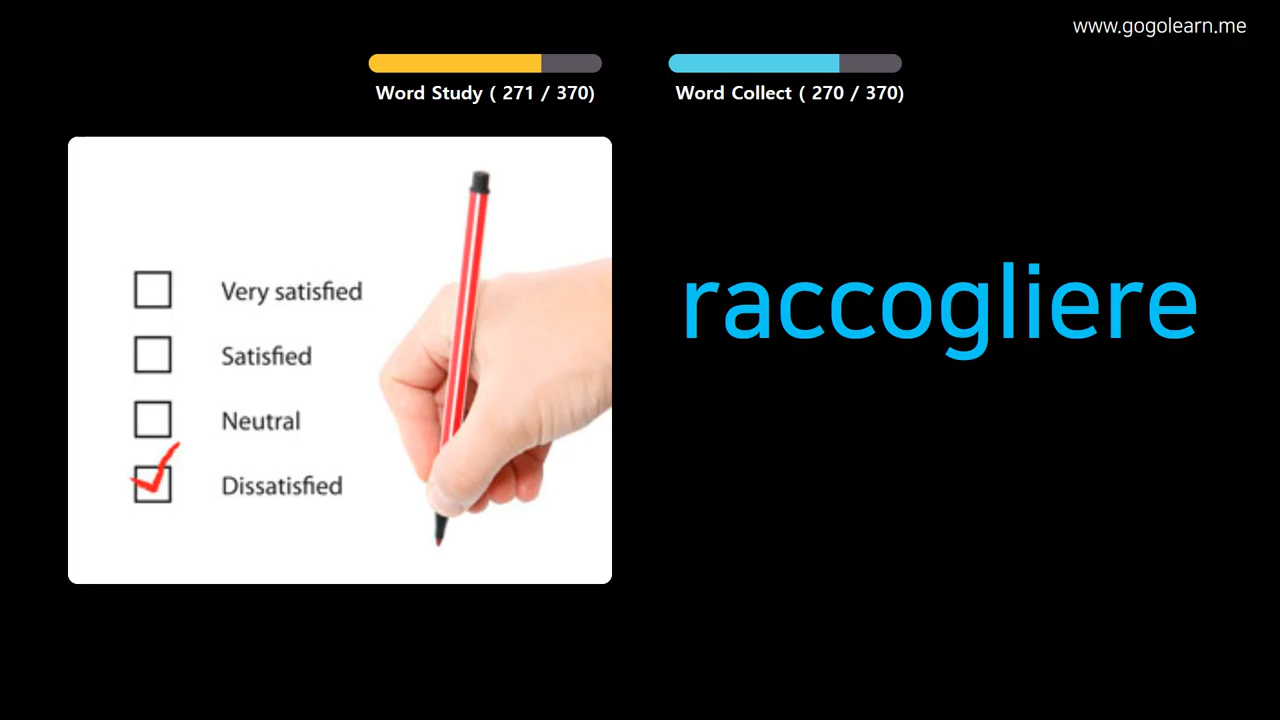 www.gogolearn.me
Word Study ( 271 / 370)
Word Collect ( 270 / 370)
Very satisfied
Satisfied
Neutral
Dissatisfied
raccogliere